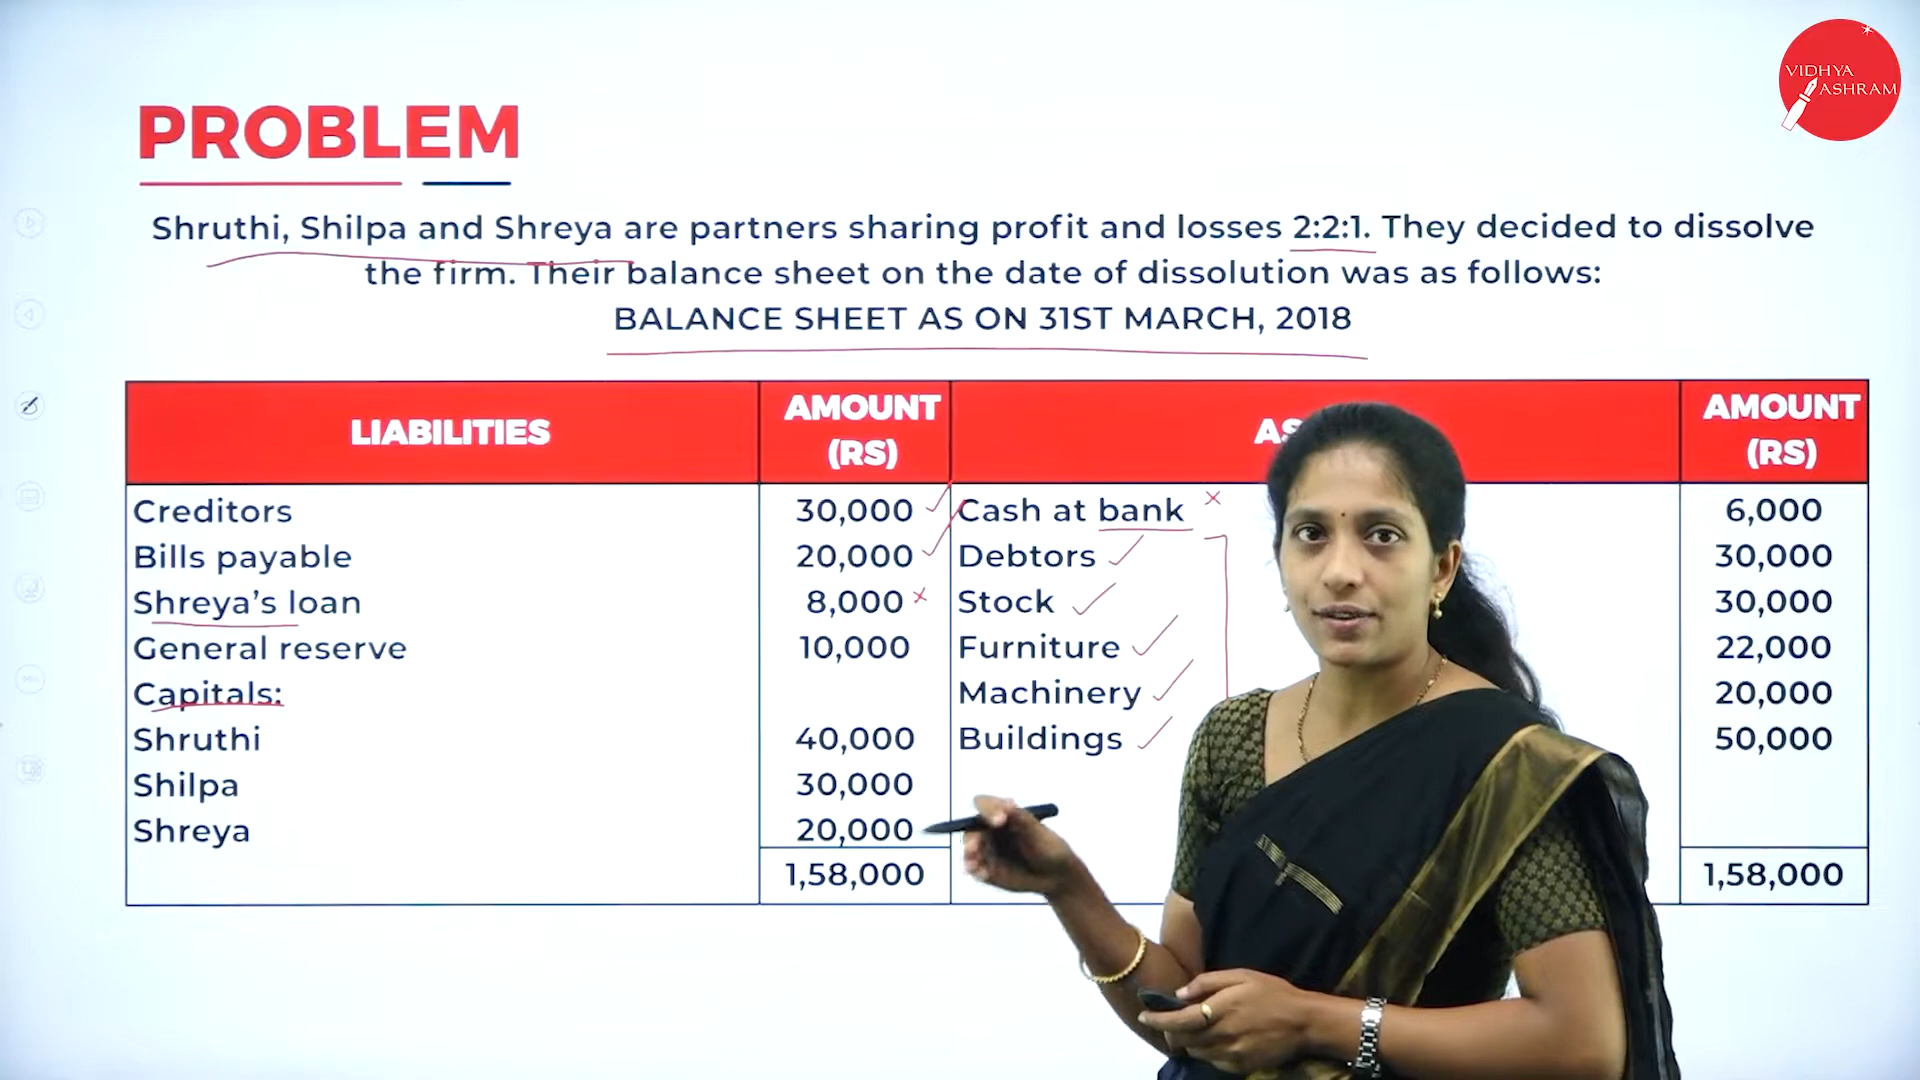 VIDHYA
ASHRAM
PROBLEM
Shruthi, Shilpa and Shreya are partners sharing profit and losses 2:2:1. They decided to dissolve
the firm. Their balance sheet on the date of dissolution was as follows:
BALANCE SHEET AS ON 31ST MARCH, 2018
LIABILITIES AMOUNT (RS) AS AMOUNT (RS)
Creditors 30,000 Cash at bank 6,000
Bills payable 20,000 Debtors 30,000
Shreya's loan 8,000 Stock 30,000
General reserve 10,000 Furniture 22,000
Capitals: Machinery 20,000
Shruthi 40,000 Buildings 50,000
Shilpa 30,000
Shreya 20,000
1,58,000 1,58,000